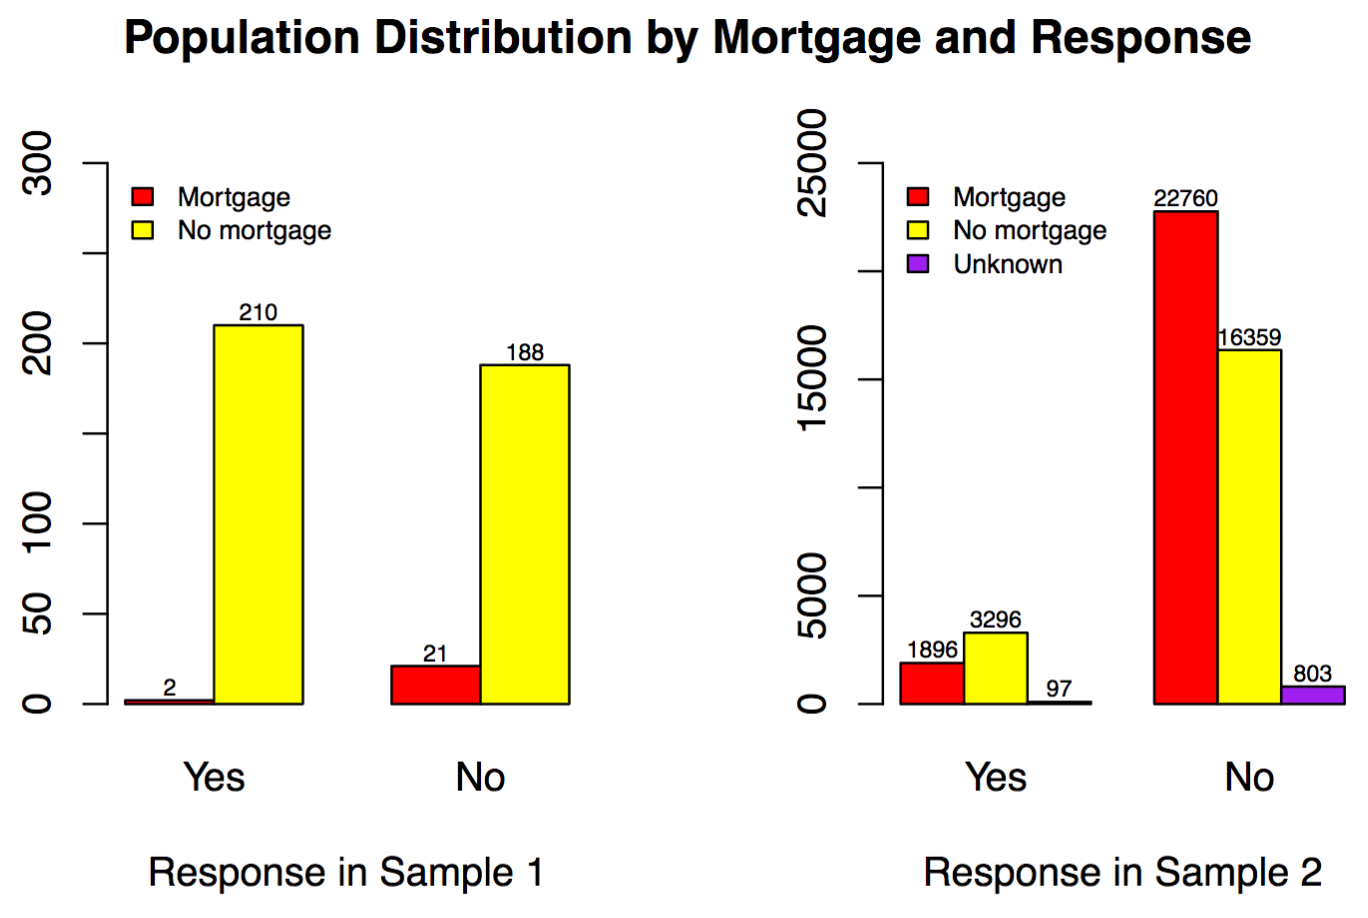 Population Distribution by Mortgage and Response
300
200
100
50
0
Mortgage
No mortgage
2
210
21
188
Yes
No
Response in Sample 1
25000
15000
5000
0
Mortgage
No mortgage
Unknown
1896
3296
97
22760
16359
803
Yes
No
Response in Sample 2